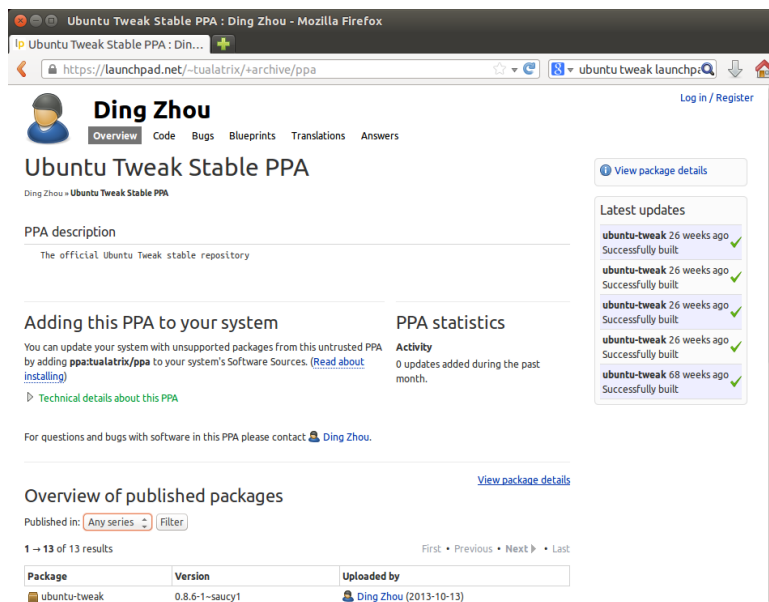 Ubuntu Tweak Stable PPA : Ding Zhou - Mozilla Firefox
lp Ubuntu Tweak Stable PPA : Din...
https://launchpad.net/~tualatrix/+archive/ppa
ubuntu tweak launchpa
Log in / Register
Ding Zhou
Overview Code Bugs Blueprints Translations Answers
Ubuntu Tweak Stable PPA
Ding Zhou » Ubuntu Tweak Stable PPA
PPA description
The official Ubuntu Tweak stable repository
Adding this PPA to your system
You can update your system with unsupported packages from this untrusted PPA
by adding ppa:tualatrix/ppa to your system's Software Sources. (Read about
installing)
Technical details about this PPA
PPA statistics
Activity
0 updates added during the past
month.
For questions and bugs with software in this PPA please contact Ding Zhou.
View package details
Latest updates
ubuntu-tweak 26 weeks ago
Successfully built
ubuntu-tweak 26 weeks ago
Successfully built
ubuntu-tweak 26 weeks ago
Successfully built
ubuntu-tweak 26 weeks ago
Successfully built
ubuntu-tweak 68 weeks ago
Successfully built
View package details
Overview of published packages
Published in: Any series Filter
1 → 13 of 13 results
First • Previous • Next • Last
Package Version Uploaded by
ubuntu-tweak 0.8.6-1~saucy1 Ding Zhou (2013-10-13)